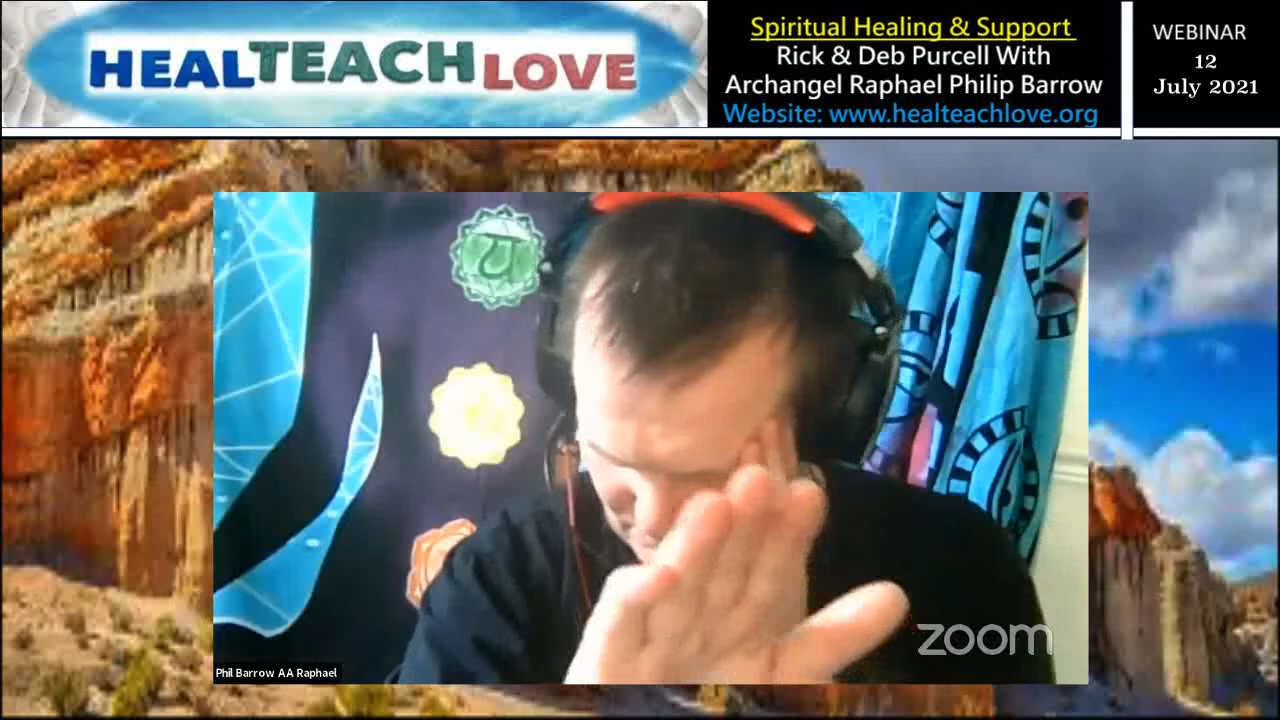 HEALTEACHLOVE
Spiritual Healing & Support
Rick & Deb Purcell With
Archangel Raphael Philip Barrow
Website: www.healteachlove.org
WEBINAR
12
July 2021
य
Phil Barrow AA Raphael
zoom